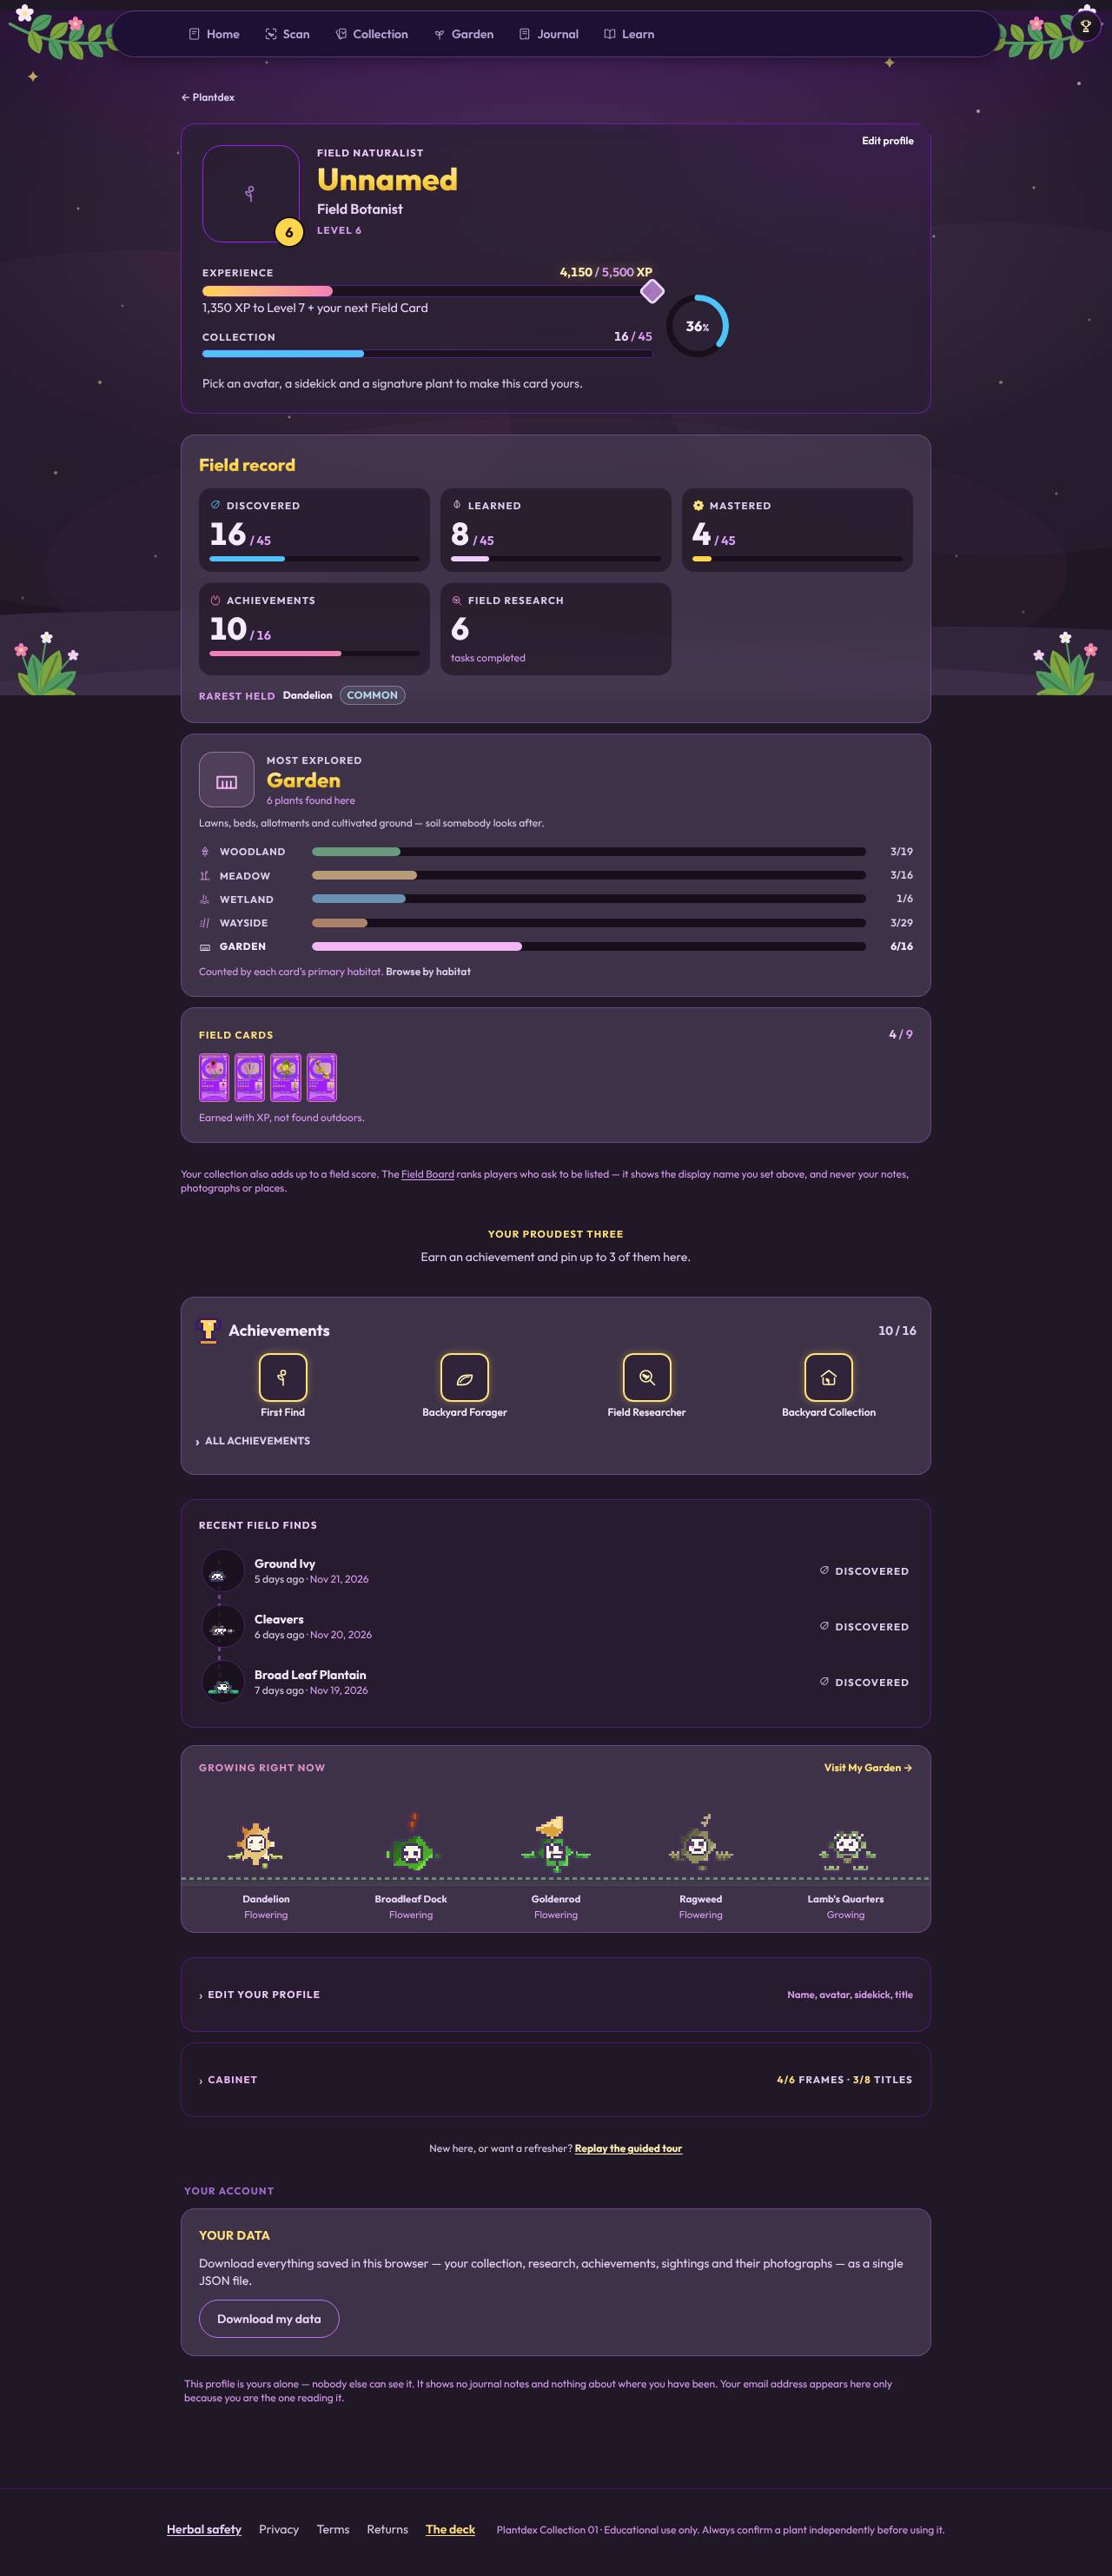 Home Scan Collection Garden Journal Learn
← Plantdex
Edit profile
FIELD NATURALIST
Unnamed
Field Botanist
LEVEL 6
6
EXPERIENCE 4,150 / 5,500 XP
1,350 XP to Level 7 + your next Field Card
COLLECTION 16 / 45
36%
Pick an avatar, a sidekick and a signature plant to make this card yours.
Field record
DISCOVERED
16 / 45
LEARNED
8 / 45
MASTERED
4 / 45
ACHIEVEMENTS
10 / 16
FIELD RESEARCH
6
tasks completed
RAREST HELD Dandelion COMMON
MOST EXPLORED
Garden
6 plants found here
Lawns, beds, allotments and cultivated ground — soil somebody looks after.
WOODLAND 3/19
MEADOW 3/16
WETLAND 1/6
WAYSIDE 3/29
GARDEN 6/16
Counted by each card's primary habitat. Browse by habitat
FIELD CARDS 4 / 9
Earned with XP, not found outdoors.
Your collection also adds up to a field score. The Field Board ranks players who ask to be listed — it shows the display name you set above, and never your notes,
photographs or places.
YOUR PROUDEST THREE
Earn an achievement and pin up to 3 of them here.
Achievements 10 / 16
First Find Backyard Forager Field Researcher Backyard Collection
› ALL ACHIEVEMENTS
RECENT FIELD FINDS
Ground Ivy
5 days ago · Nov 21, 2026
DISCOVERED
Cleavers
6 days ago · Nov 20, 2026
DISCOVERED
Broad Leaf Plantain
7 days ago · Nov 19, 2026
DISCOVERED
GROWING RIGHT NOW Visit My Garden →
Dandelion Broadleaf Dock Goldenrod Ragweed Lamb's Quarters
Flowering Flowering Flowering Flowering Growing
› EDIT YOUR PROFILE Name, avatar, sidekick, title
› CABINET 4/6 FRAMES · 3/8 TITLES
New here, or want a refresher? Replay the guided tour
YOUR ACCOUNT
YOUR DATA
Download everything saved in this browser — your collection, research, achievements, sightings and their photographs — as a single
JSON file.
Download my data
This profile is yours alone — nobody else can see it. It shows no journal notes and nothing about where you have been. Your email address appears here only
because you are the one reading it.
Herbal safety Privacy Terms Returns The deck Plantdex Collection 01 · Educational use only. Always confirm a plant independently before using it.